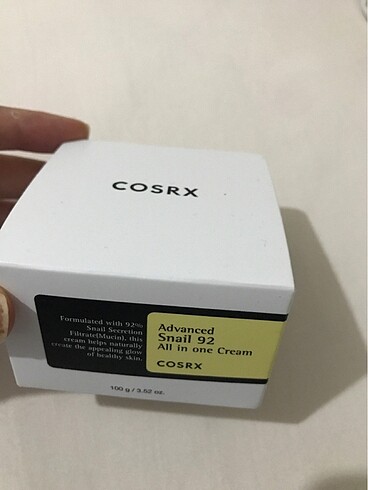 COSRX
Formulated with 92%
Snail Secretion
Filtrate(Mucin), this
cream helps naturally
create the appealing glow
of healthy skin.
Advanced
Snail 92
All in one Cream
COSRX
100 g / 3.52 oz.